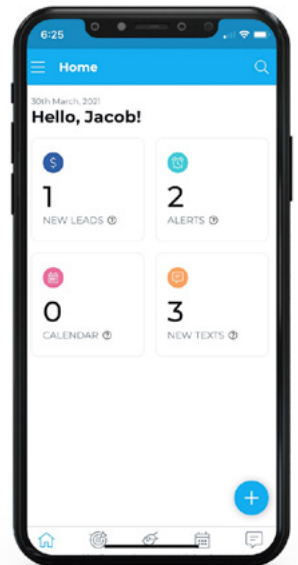 6:25
Home
30th March, 2021
Hello, Jacob!
$
1
NEW LEADS ?
2
ALERTS ?
0
CALENDAR ?
3
NEW TEXTS ?
+